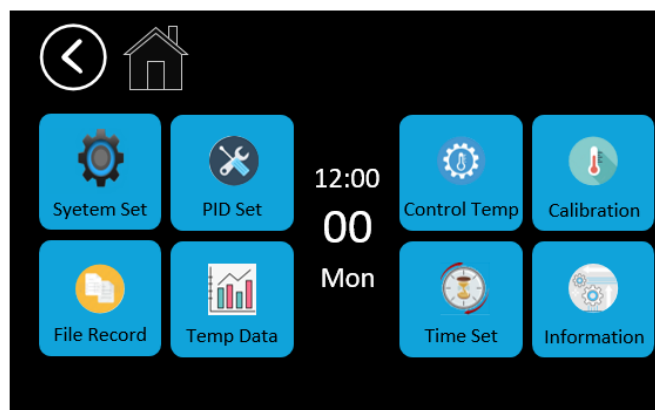 Syetem Set
PID Set
12:00
00
Mon
Control Temp
Calibration
File Record
Temp Data
Time Set
Information